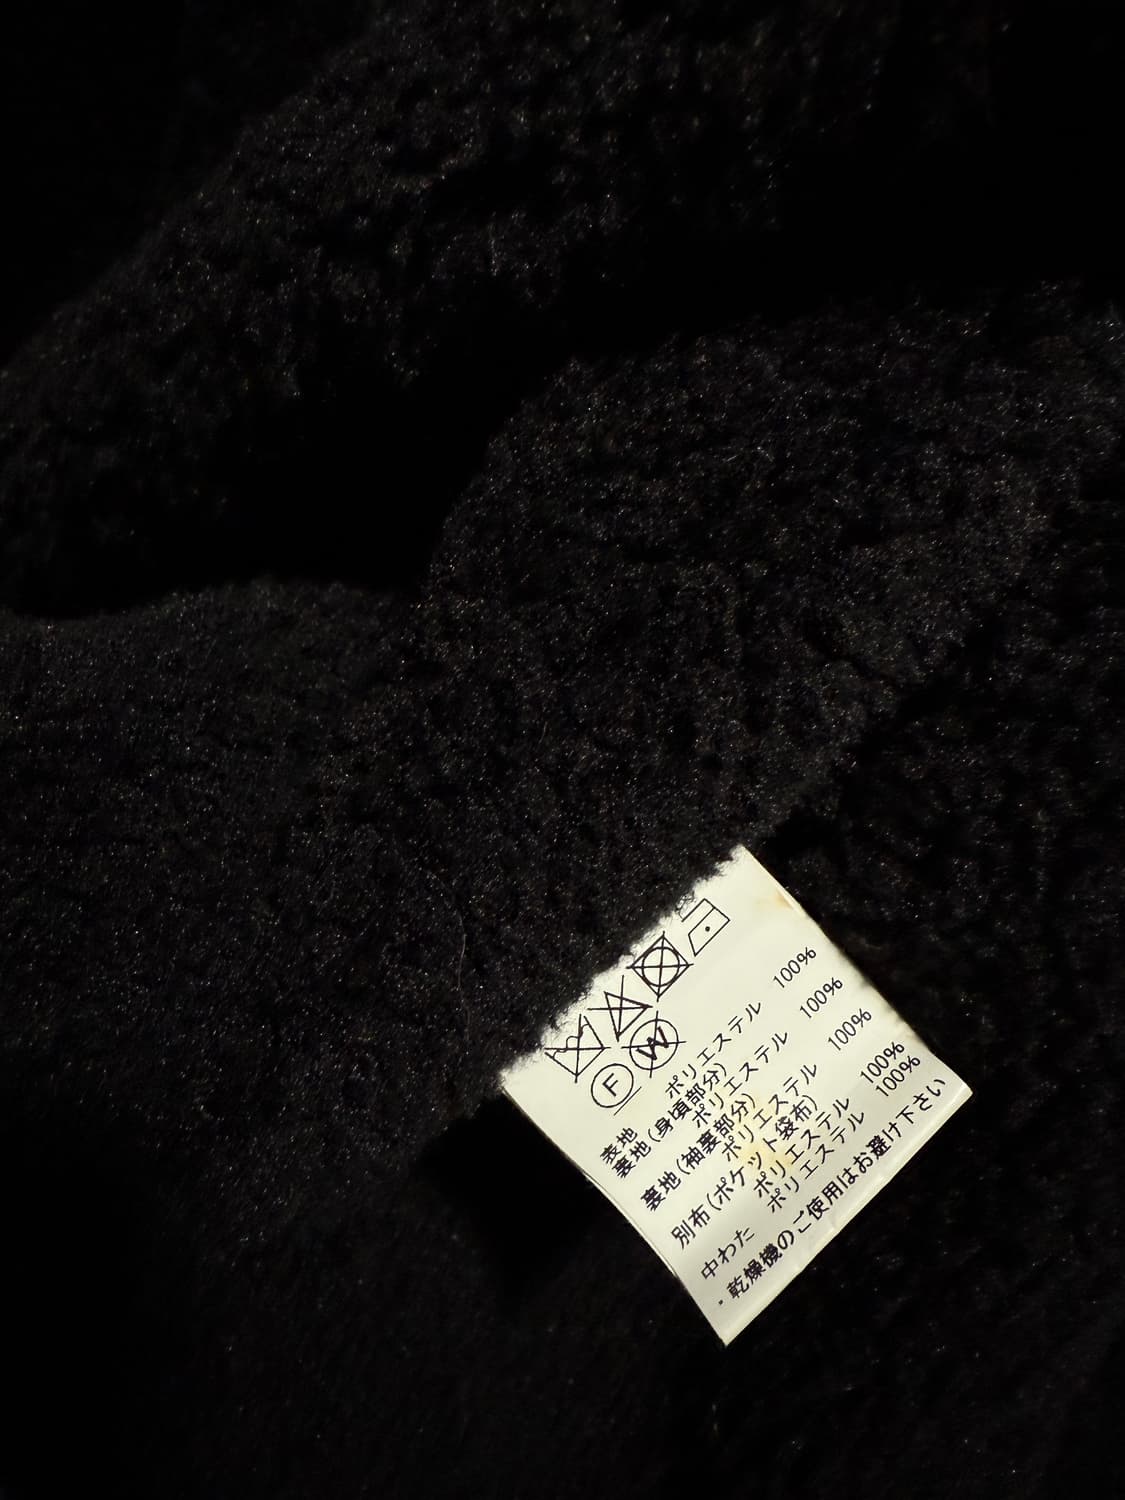 F W
表地 ポリエステル 100%
裏地(身頃部分)
ポリエステル 100%
裏地(袖裏部分)
ポリエステル 100%
別布(ポケット袋布)
ポリエステル 100%
中わた ポリエステル 100%
・乾燥機のご使用はお避け下さい